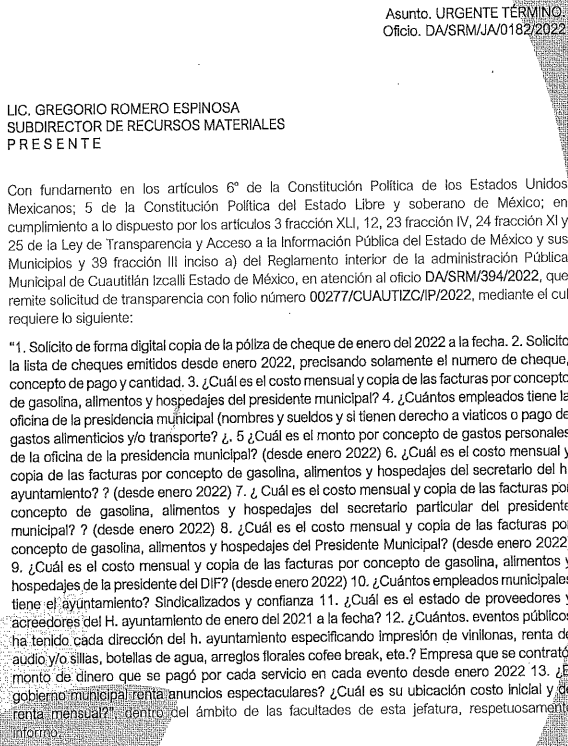 Asunto. URGENTE TÉRMINO.
Oficio. DA/SRM/JA/0182/2022
LIC. GREGORIO ROMERO ESPINOSA
SUBDIRECTOR DE RECURSOS MATERIALES
P R E S E N T E
Con fundamento en los artículos 6º de la Constitución Política de los Estados Unidos
Mexicanos; 5 de la Constitución Política del Estado Libre y soberano de México; en
cumplimiento a lo dispuesto por los artículos 3 fracción XLI, 12, 23 fracción IV, 24 fracción XI y
25 de la Ley de Transparencia y Acceso a la Información Pública del Estado de México y sus
Municipios y 39 fracción III inciso a) del Reglamento interior de la administración Pública
Municipal de Cuautitlán Izcalli Estado de México, en atención al oficio DA/SRM/394/2022, que
remite solicitud de transparencia con folio número 00277/CUAUTIZC/IP/2022, mediante el cul
requiere lo siguiente:
"1. Solicito de forma digital copia de la póliza de cheque de enero del 2022 a la fecha. 2. Solicito
la lista de cheques emitidos desde enero 2022, precisando solamente el numero de cheque,
concepto de pago y cantidad. 3. ¿Cuál es el costo mensual y copia de las facturas por concepto
de gasolina, alimentos y hospedajes del presidente municipal? 4. ¿Cuántos empleados tiene la
oficina de la presidencia municipal (nombres y sueldos y si tienen derecho a viaticos o pago de
gastos alimenticios y/o transporte? ¿. 5 ¿Cuál es el monto por concepto de gastos personales
de la oficina de la presidencia municipal? (desde enero 2022) 6. ¿Cuál es el costo mensual y
copia de las facturas por concepto de gasolina, alimentos y hospedajes del secretario del h
ayuntamiento? ? (desde enero 2022) 7. ¿ Cuál es el costo mensual y copia de las facturas por
concepto de gasolina, alimentos y hospedajes del secretario particular del presidente
municipal? ? (desde enero 2022) 8. ¿Cuál es el costo mensual y copia de las facturas por
concepto de gasolina, alimentos y hospedajes del Presidente Municipal? (desde enero 2022
9. ¿Cuál es el costo mensual y copia de las facturas por concepto de gasolina, alimentos y
hospedajes de la presidente del DIF? (desde enero 2022) 10. ¿Cuántos empleados municipales
tiene el ayuntamiento? Sindicalizados y confianza 11. ¿Cuál es el estado de proveedores y
acreedores del H. ayuntamiento de enero del 2021 a la fecha? 12. ¿Cuántos. eventos públicos
ha tenido cada dirección del h. ayuntamiento especificando impresión de vinilonas, renta de
audio y/o sillas, botellas de agua, arreglos florales cofee break, ete.? Empresa que se contrató,
monto de dinero que se pagó por cada servicio en cada evento desde enero 2022 13. ¿E
gobierno municipal renta anuncios espectaculares? ¿Cuál es su ubicación costo inicial y de
renta mensual?", dentro del ámbito de las facultades de esta jefatura, respetuosamente
informo: